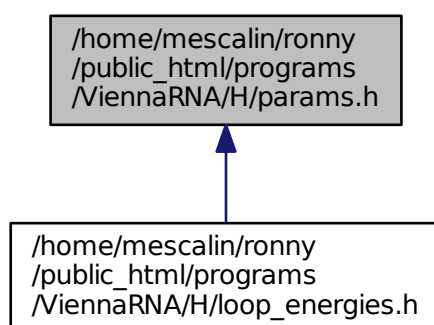 /home/mescalin/ronny
/public_html/programs
/ViennaRNA/H/params.h
/home/mescalin/ronny
/public_html/programs
/ViennaRNA/H/loop_energies.h